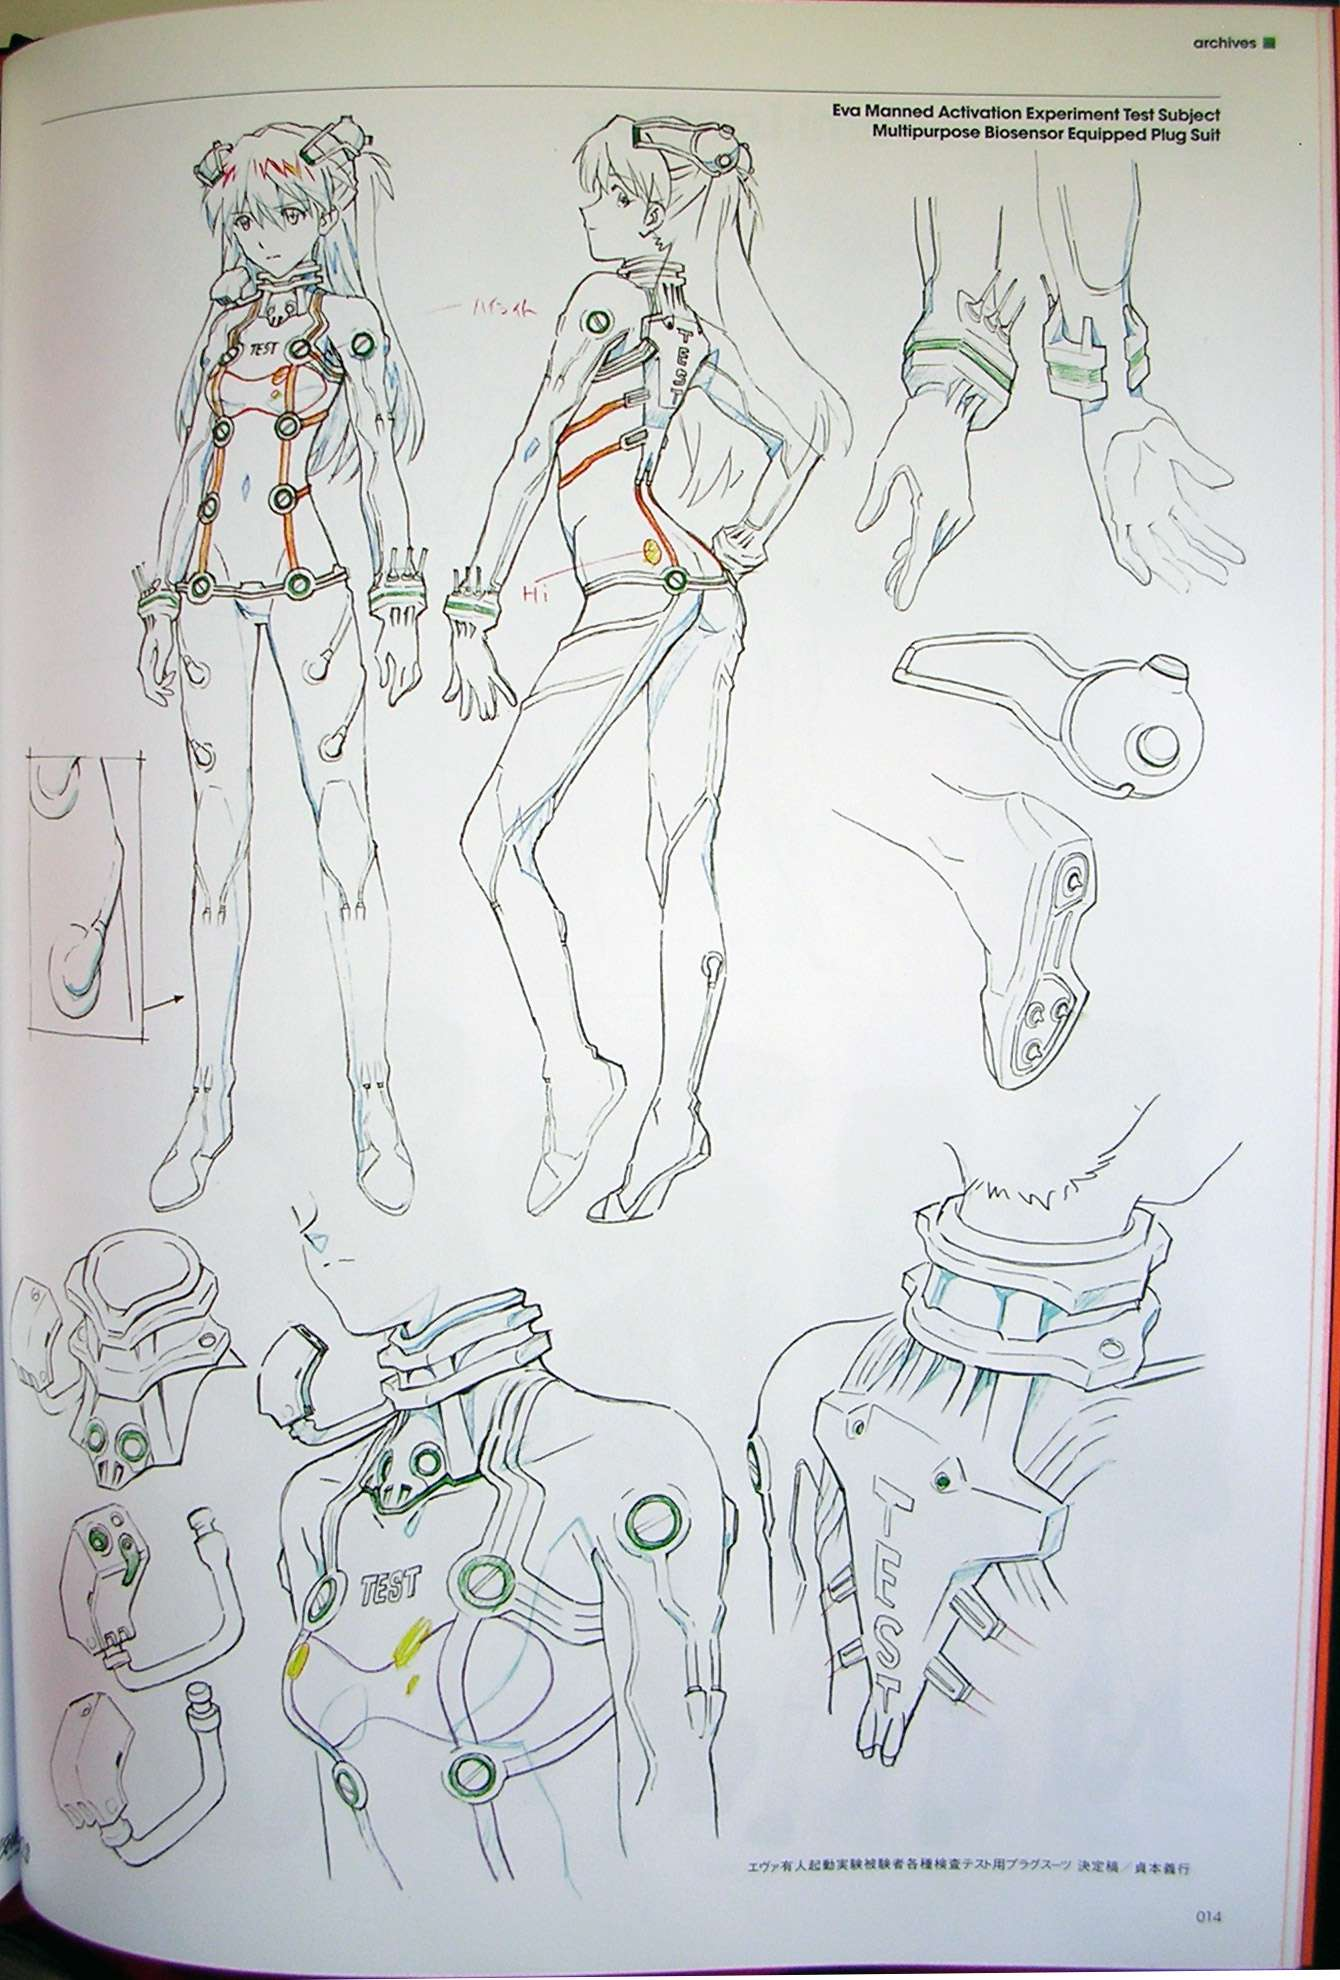 archives
Eva Manned Activation Experiment Test Subject
Multipurpose Biosensor Equipped Plug Suit
ハイライト
TEST
TEST
Hi
TEST
TEST
エヴァ有人起動実験被験者各種検査テスト用プラグスーツ 決定稿／貞本義行
014